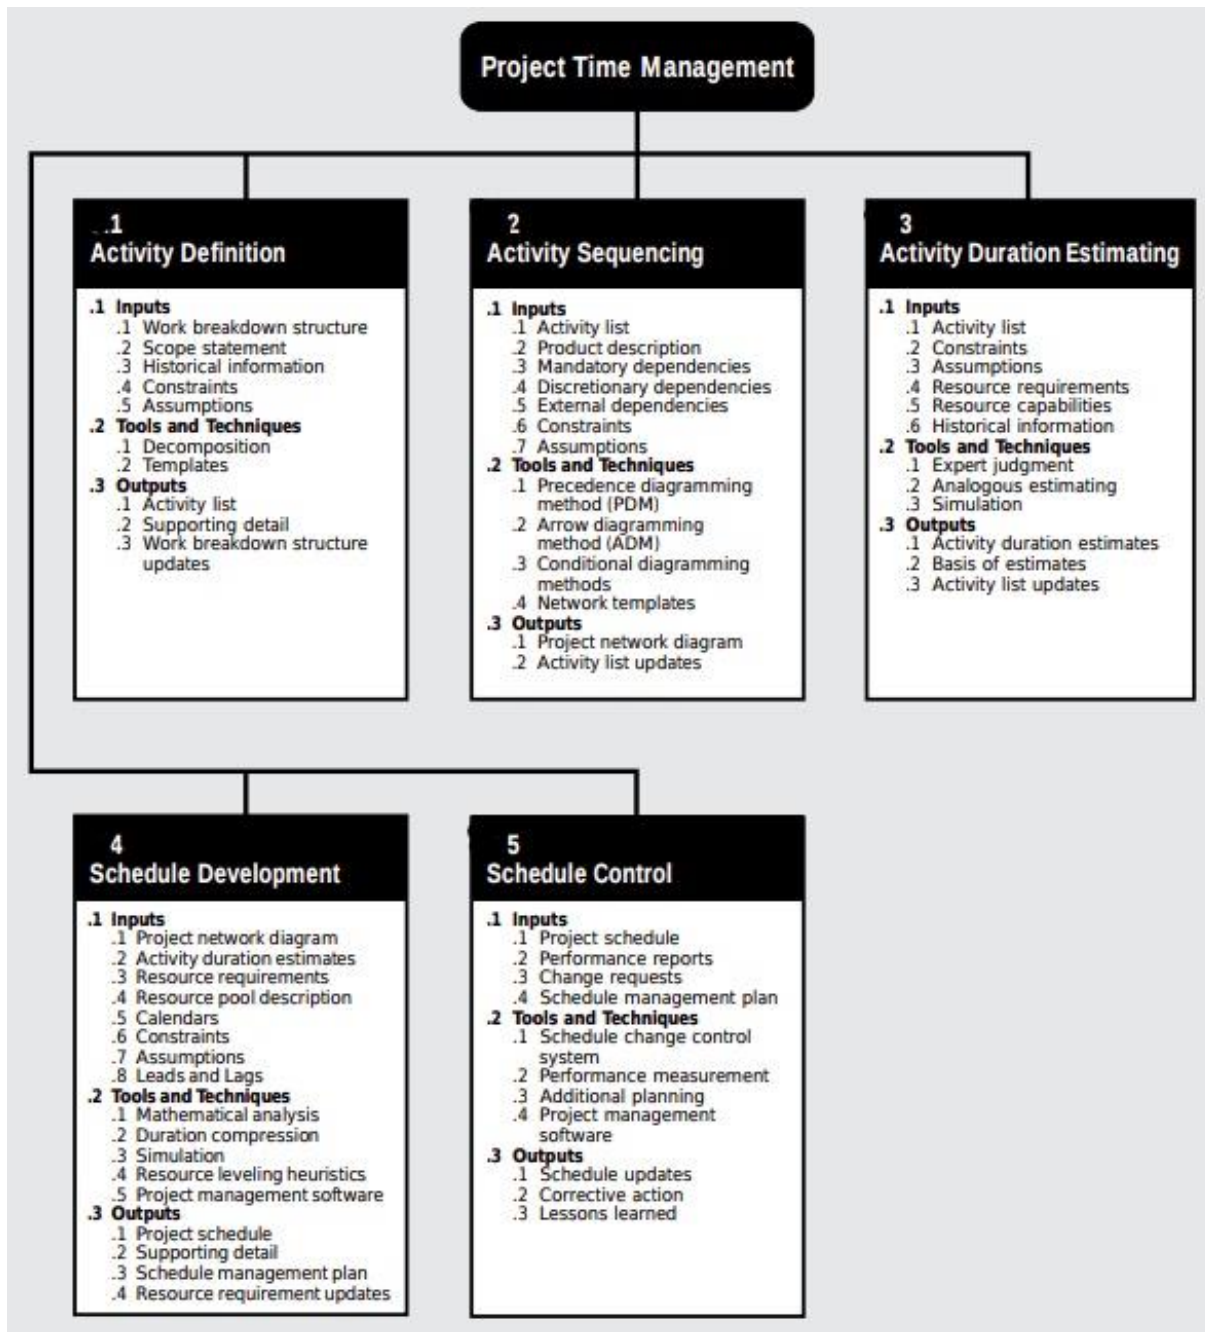 Project Time Management
.1
Activity Definition
.1 Inputs
.1 Work breakdown structure
.2 Scope statement
.3 Historical information
.4 Constraints
.5 Assumptions
.2 Tools and Techniques
.1 Decomposition
.2 Templates
.3 Outputs
.1 Activity list
.2 Supporting detail
.3 Work breakdown structure
updates
2
Activity Sequencing
.1 Inputs
.1 Activity list
.2 Product description
.3 Mandatory dependencies
.4 Discretionary dependencies
.5 External dependencies
.6 Constraints
.7 Assumptions
.2 Tools and Techniques
.1 Precedence diagramming
method (PDM)
.2 Arrow diagramming
method (ADM)
.3 Conditional diagramming
methods
.4 Network templates
.3 Outputs
.1 Project network diagram
.2 Activity list updates
3
Activity Duration Estimating
.1 Inputs
.1 Activity list
.2 Constraints
.3 Assumptions
.4 Resource requirements
.5 Resource capabilities
.6 Historical information
.2 Tools and Techniques
.1 Expert judgment
.2 Analogous estimating
.3 Simulation
.3 Outputs
.1 Activity duration estimates
.2 Basis of estimates
.3 Activity list updates
4
Schedule Development
.1 Inputs
.1 Project network diagram
.2 Activity duration estimates
.3 Resource requirements
.4 Resource pool description
.5 Calendars
.6 Constraints
.7 Assumptions
.8 Leads and Lags
.2 Tools and Techniques
.1 Mathematical analysis
.2 Duration compression
.3 Simulation
.4 Resource leveling heuristics
.5 Project management software
.3 Outputs
.1 Project schedule
.2 Supporting detail
.3 Schedule management plan
.4 Resource requirement updates
5
Schedule Control
.1 Inputs
.1 Project schedule
.2 Performance reports
.3 Change requests
.4 Schedule management plan
.2 Tools and Techniques
.1 Schedule change control
system
.2 Performance measurement
.3 Additional planning
.4 Project management
software
.3 Outputs
.1 Schedule updates
.2 Corrective action
.3 Lessons learned